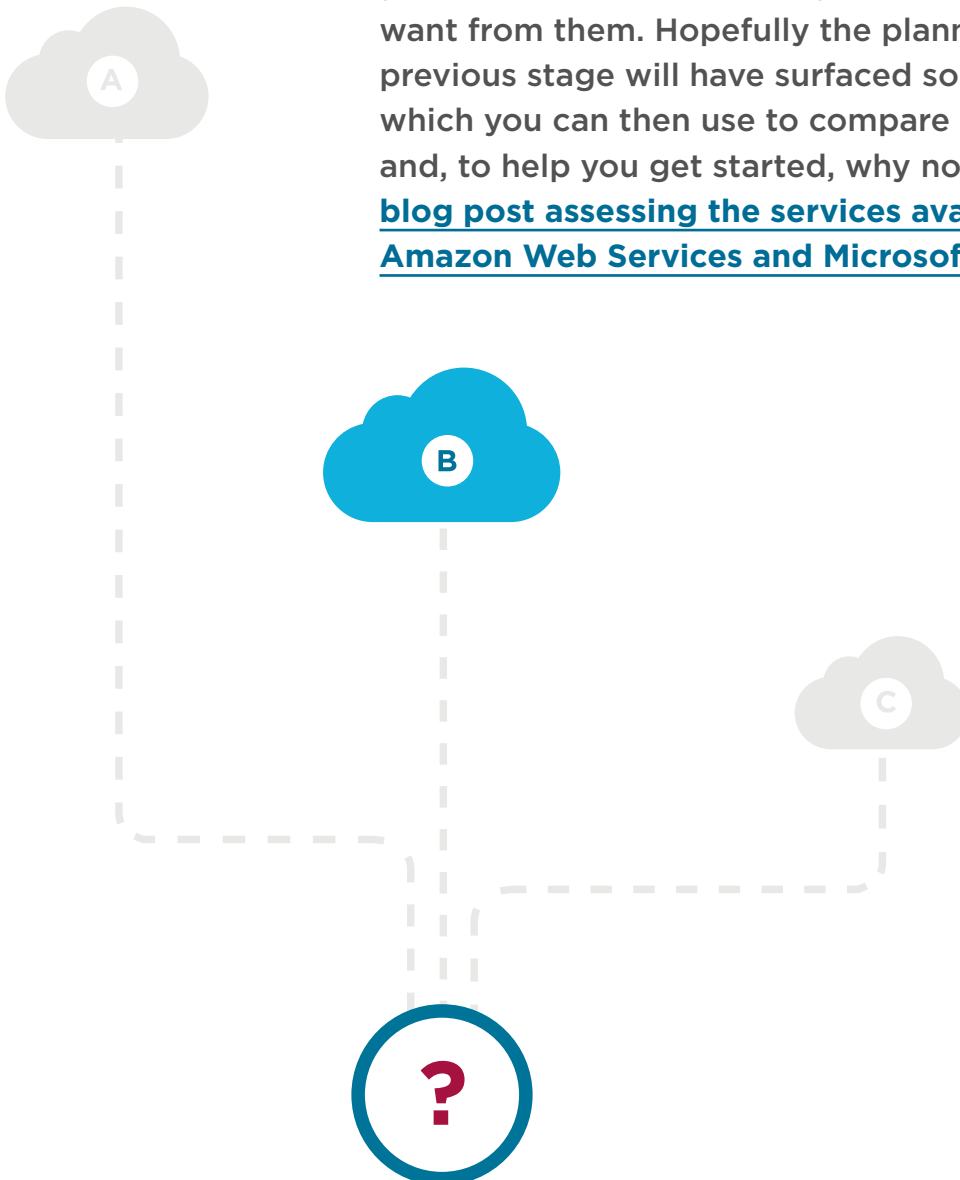 want from them. Hopefully the plan
previous stage will have surfaced so
which you can then use to compare
and, to help you get started, why no
blog post assessing the services ava
Amazon Web Services and Microsof
A
B
C
?